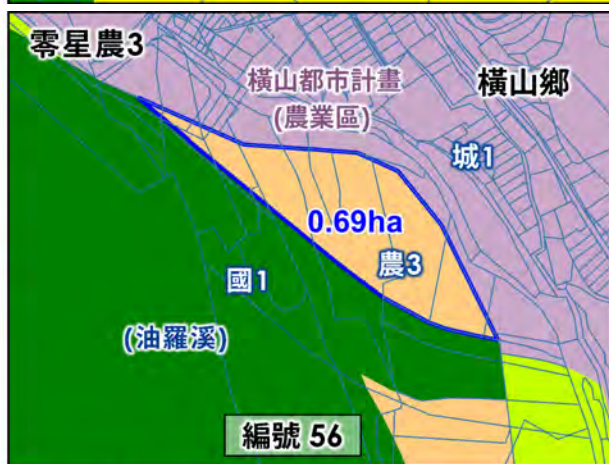 零星農3
橫山都市計畫
(農業區)
橫山鄉
城1
0.69ha
農3
國1
(油羅溪)
編號 56